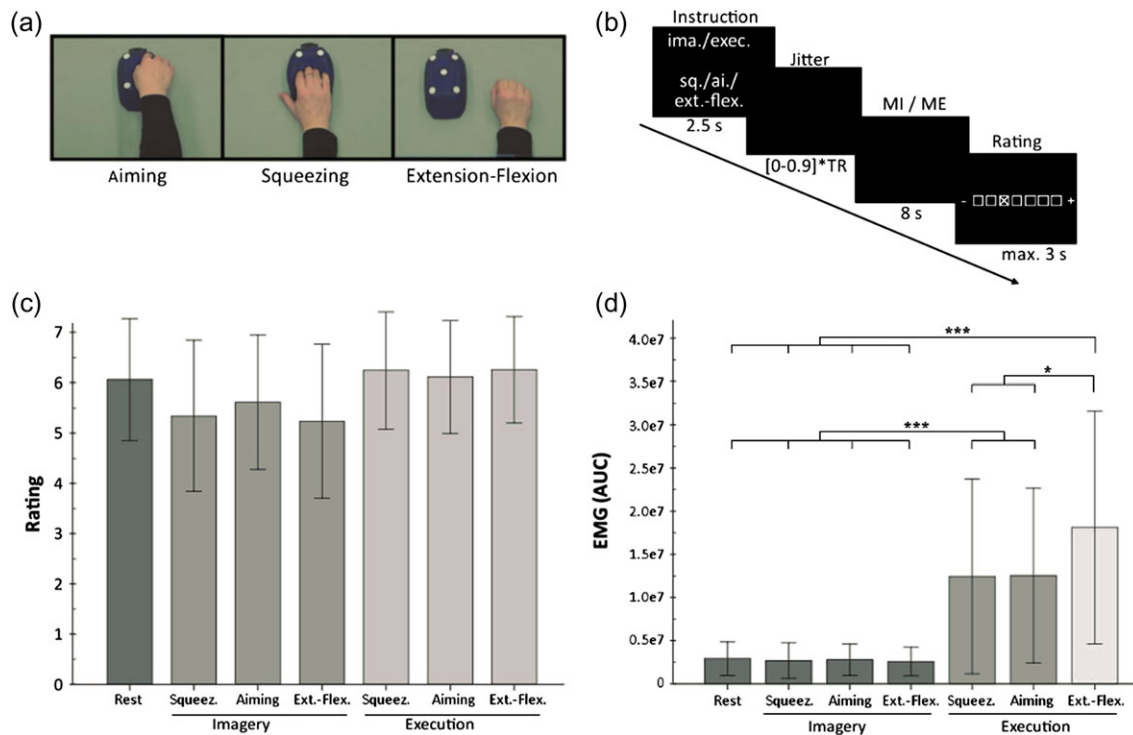 (a)
Aiming
Squeezing
Extension-Flexion
(b)
Instruction
ima./exec.
sq./ai./
ext.-flex.
2.5 s
Jitter
[0-0.9]*TR
MI / ME
8 s
Rating
- +
max. 3 s
(c)
Rating
7
6
5
4
3
2
1
0
Rest
Squeez.
Aiming
Ext.-Flex.
Squeez.
Aiming
Ext.-Flex.
Imagery
Execution
(d)
EMG (AUC)
4.0e7
3.5e7
3.0e7
2.5e7
2.0e7
1.5e7
1.0e7
0.5e7
0
***
*
***
Rest
Squeez.
Aiming
Ext.-Flex.
Squeez.
Aiming
Ext.-Flex.
Imagery
Execution